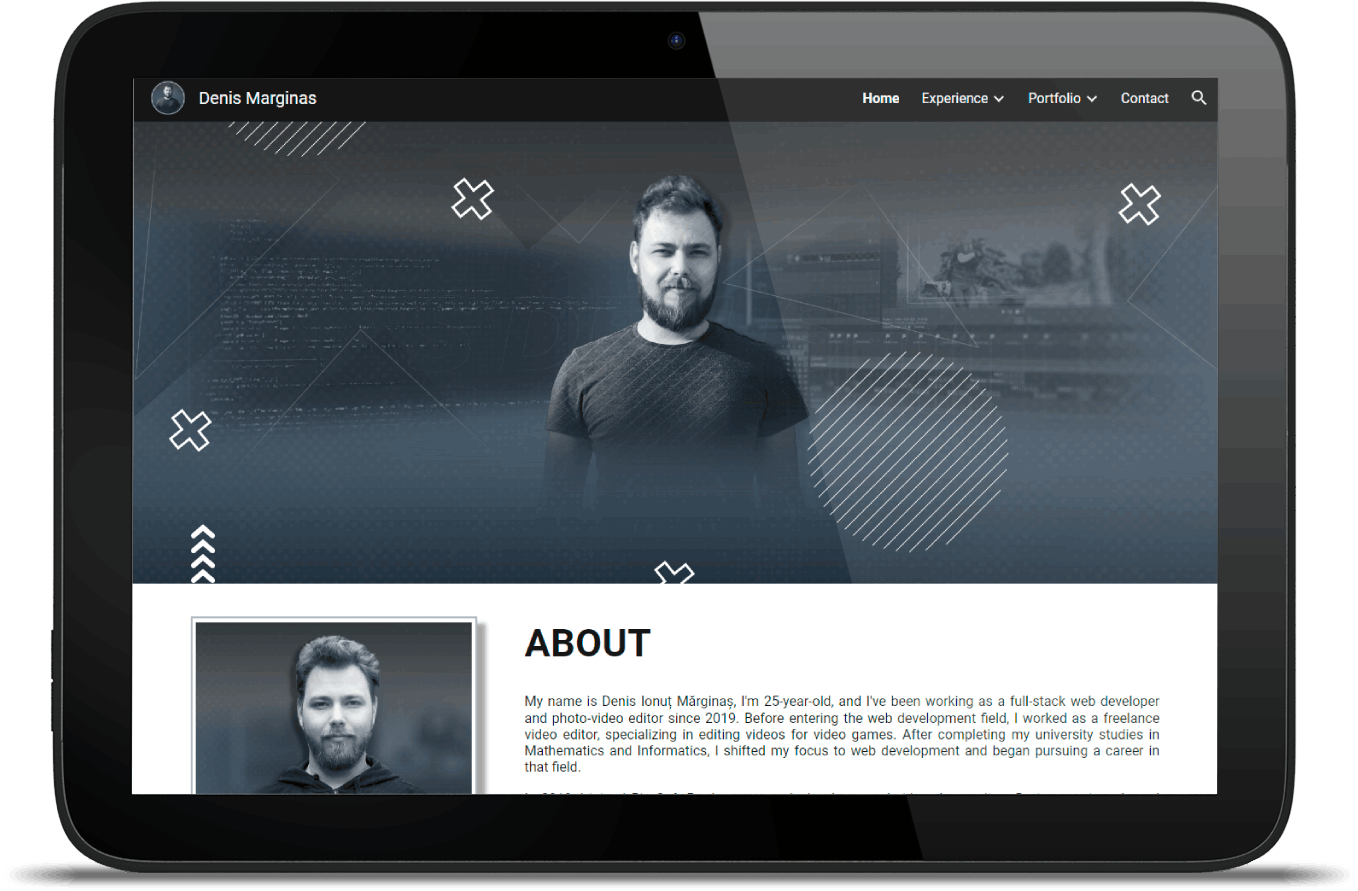 Denis Marginas
Home Experience Portfolio Contact
ABOUT
My name is Denis Ionuț Mărginaș, I'm 25-year-old, and I've been working as a full-stack web developer
and photo-video editor since 2019. Before entering the web development field, I worked as a freelance
video editor, specializing in editing videos for video games. After completing my university studies in
Mathematics and Informatics, I shifted my focus to web development and began pursuing a career in
that field.